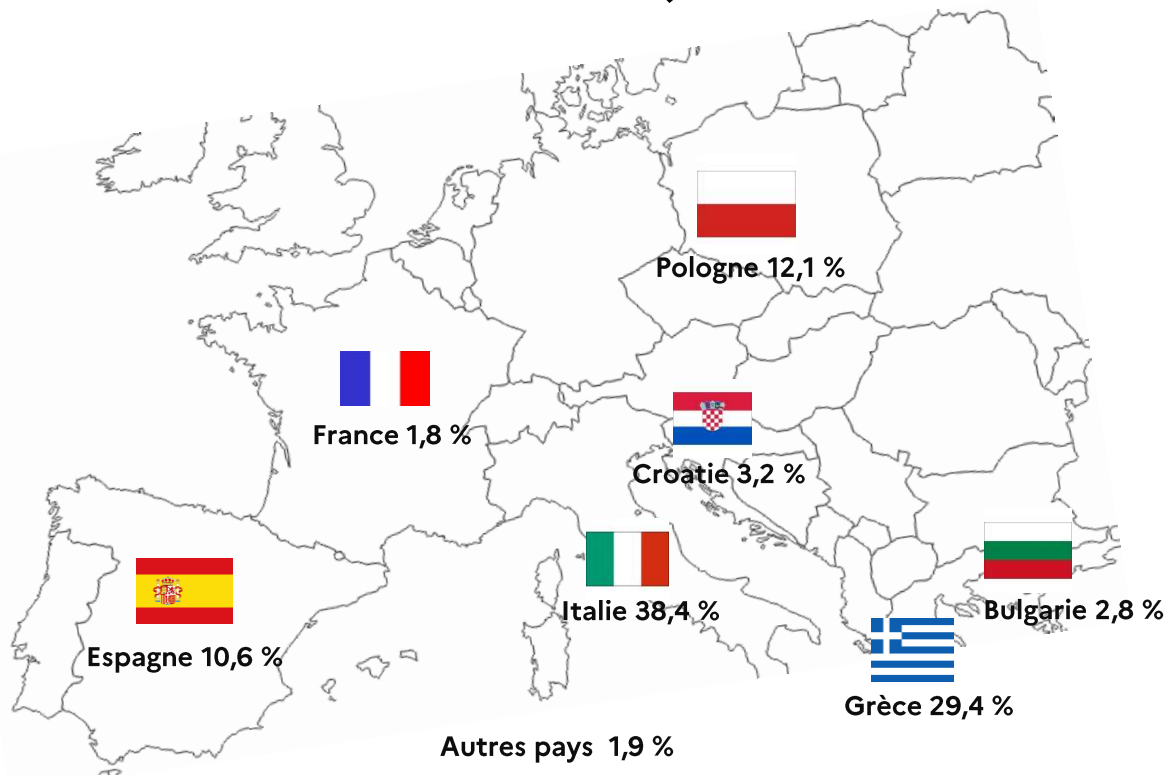 Pologne 12,1 %
France 1,8 %
Croatie 3,2 %
Italie 38,4 %
Bulgarie 2,8 %
Espagne 10,6 %
Grèce 29,4 %
Autres pays  1,9 %